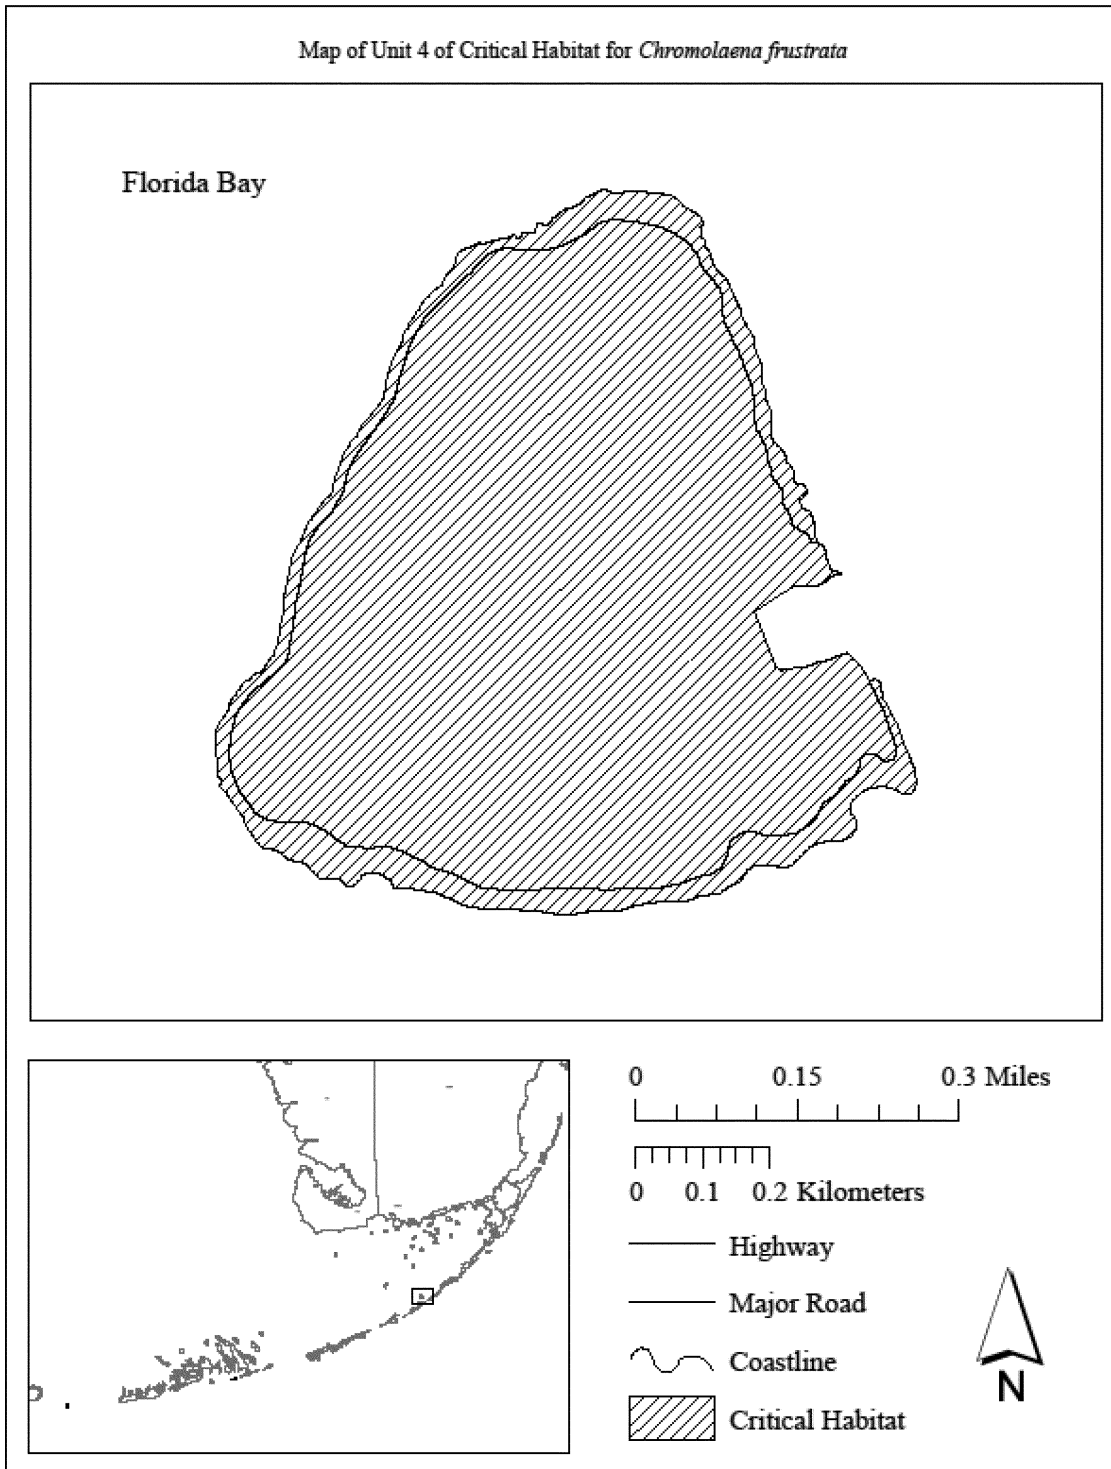 Map of Unit 4 of Critical Habitat for Chromolaena frustrata
Florida Bay
0 0.15 0.3 Miles
0 0.1 0.2 Kilometers
Highway
Major Road
Coastline
Critical Habitat
N